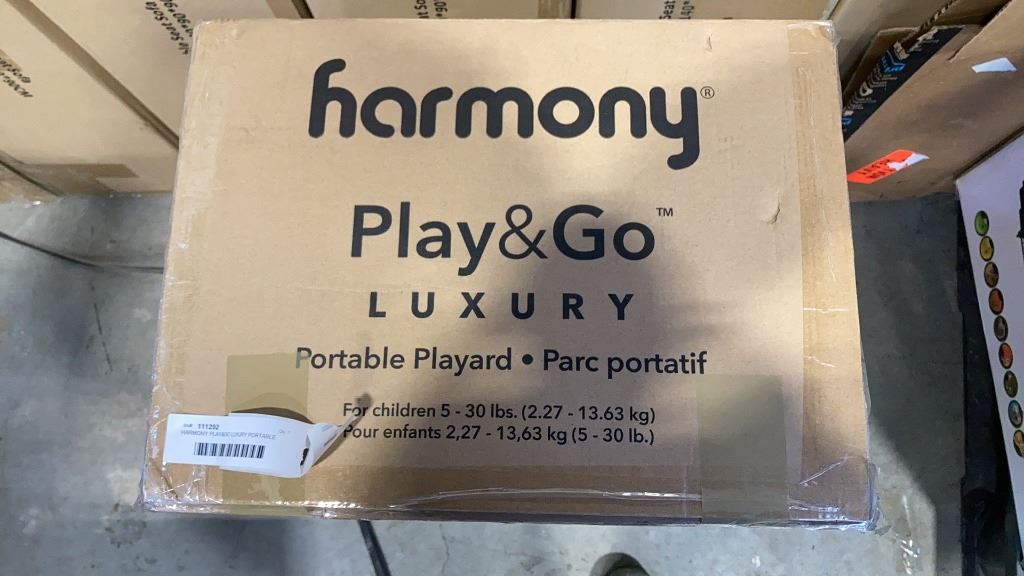 harmony®
Play&Go™
LUXURY
Portable Playard • Parc portatif
For children 5 - 30 lbs. (2.27 - 13.63 kg)
Pour enfants 2,27 - 13,63 kg (5 - 30 lb.)
111292
HARMONY PLAY&GO LUXURY PORTABLE